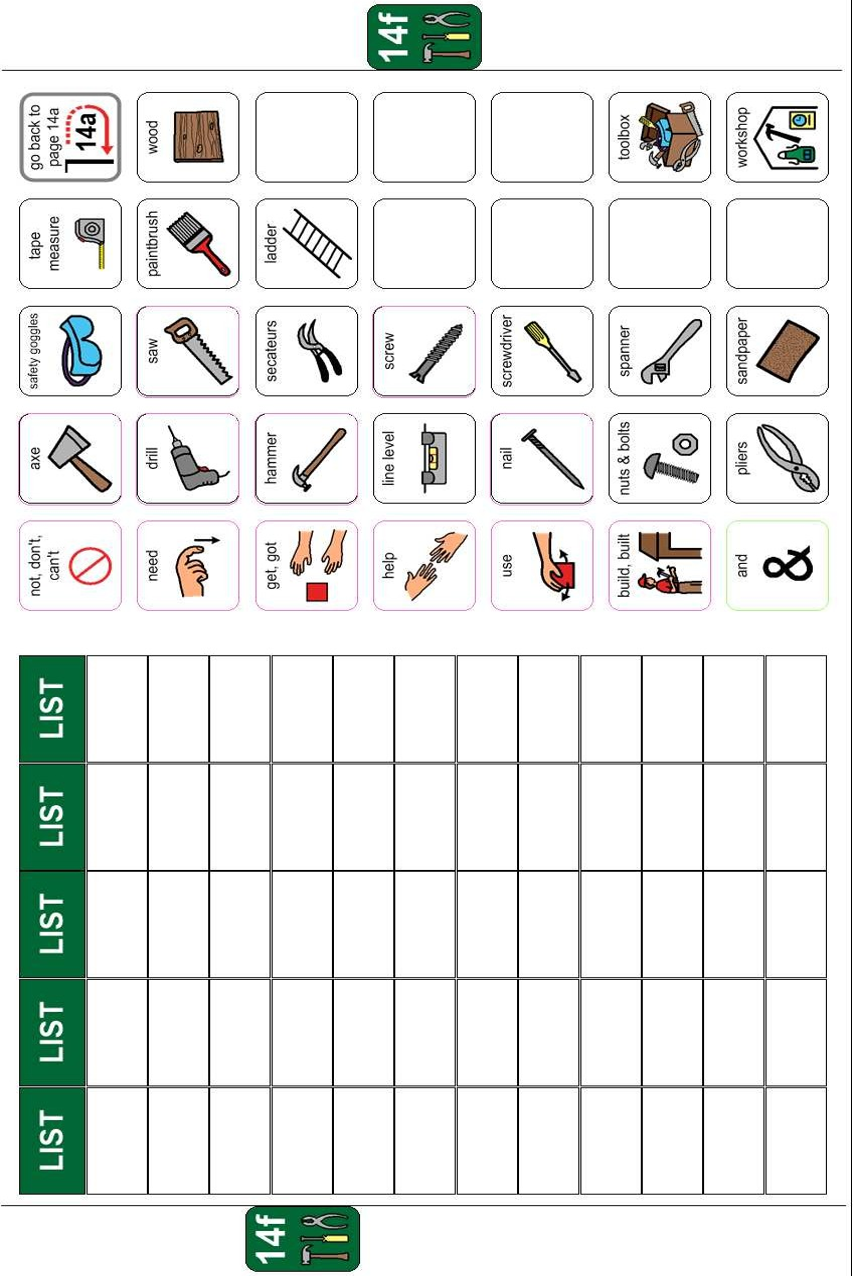 14f
LIST
LIST
LIST
LIST
LIST
not, don't,
can't
axe
safety goggles
tape
measure
go back to
page 14a
14a
need
drill
saw
paintbrush
wood
get, got
hammer
secateurs
ladder
help
line level
screw
use
nail
screwdriver
build, built
nuts & bolts
spanner
toolbox
and
&
pliers
sandpaper
workshop
14f